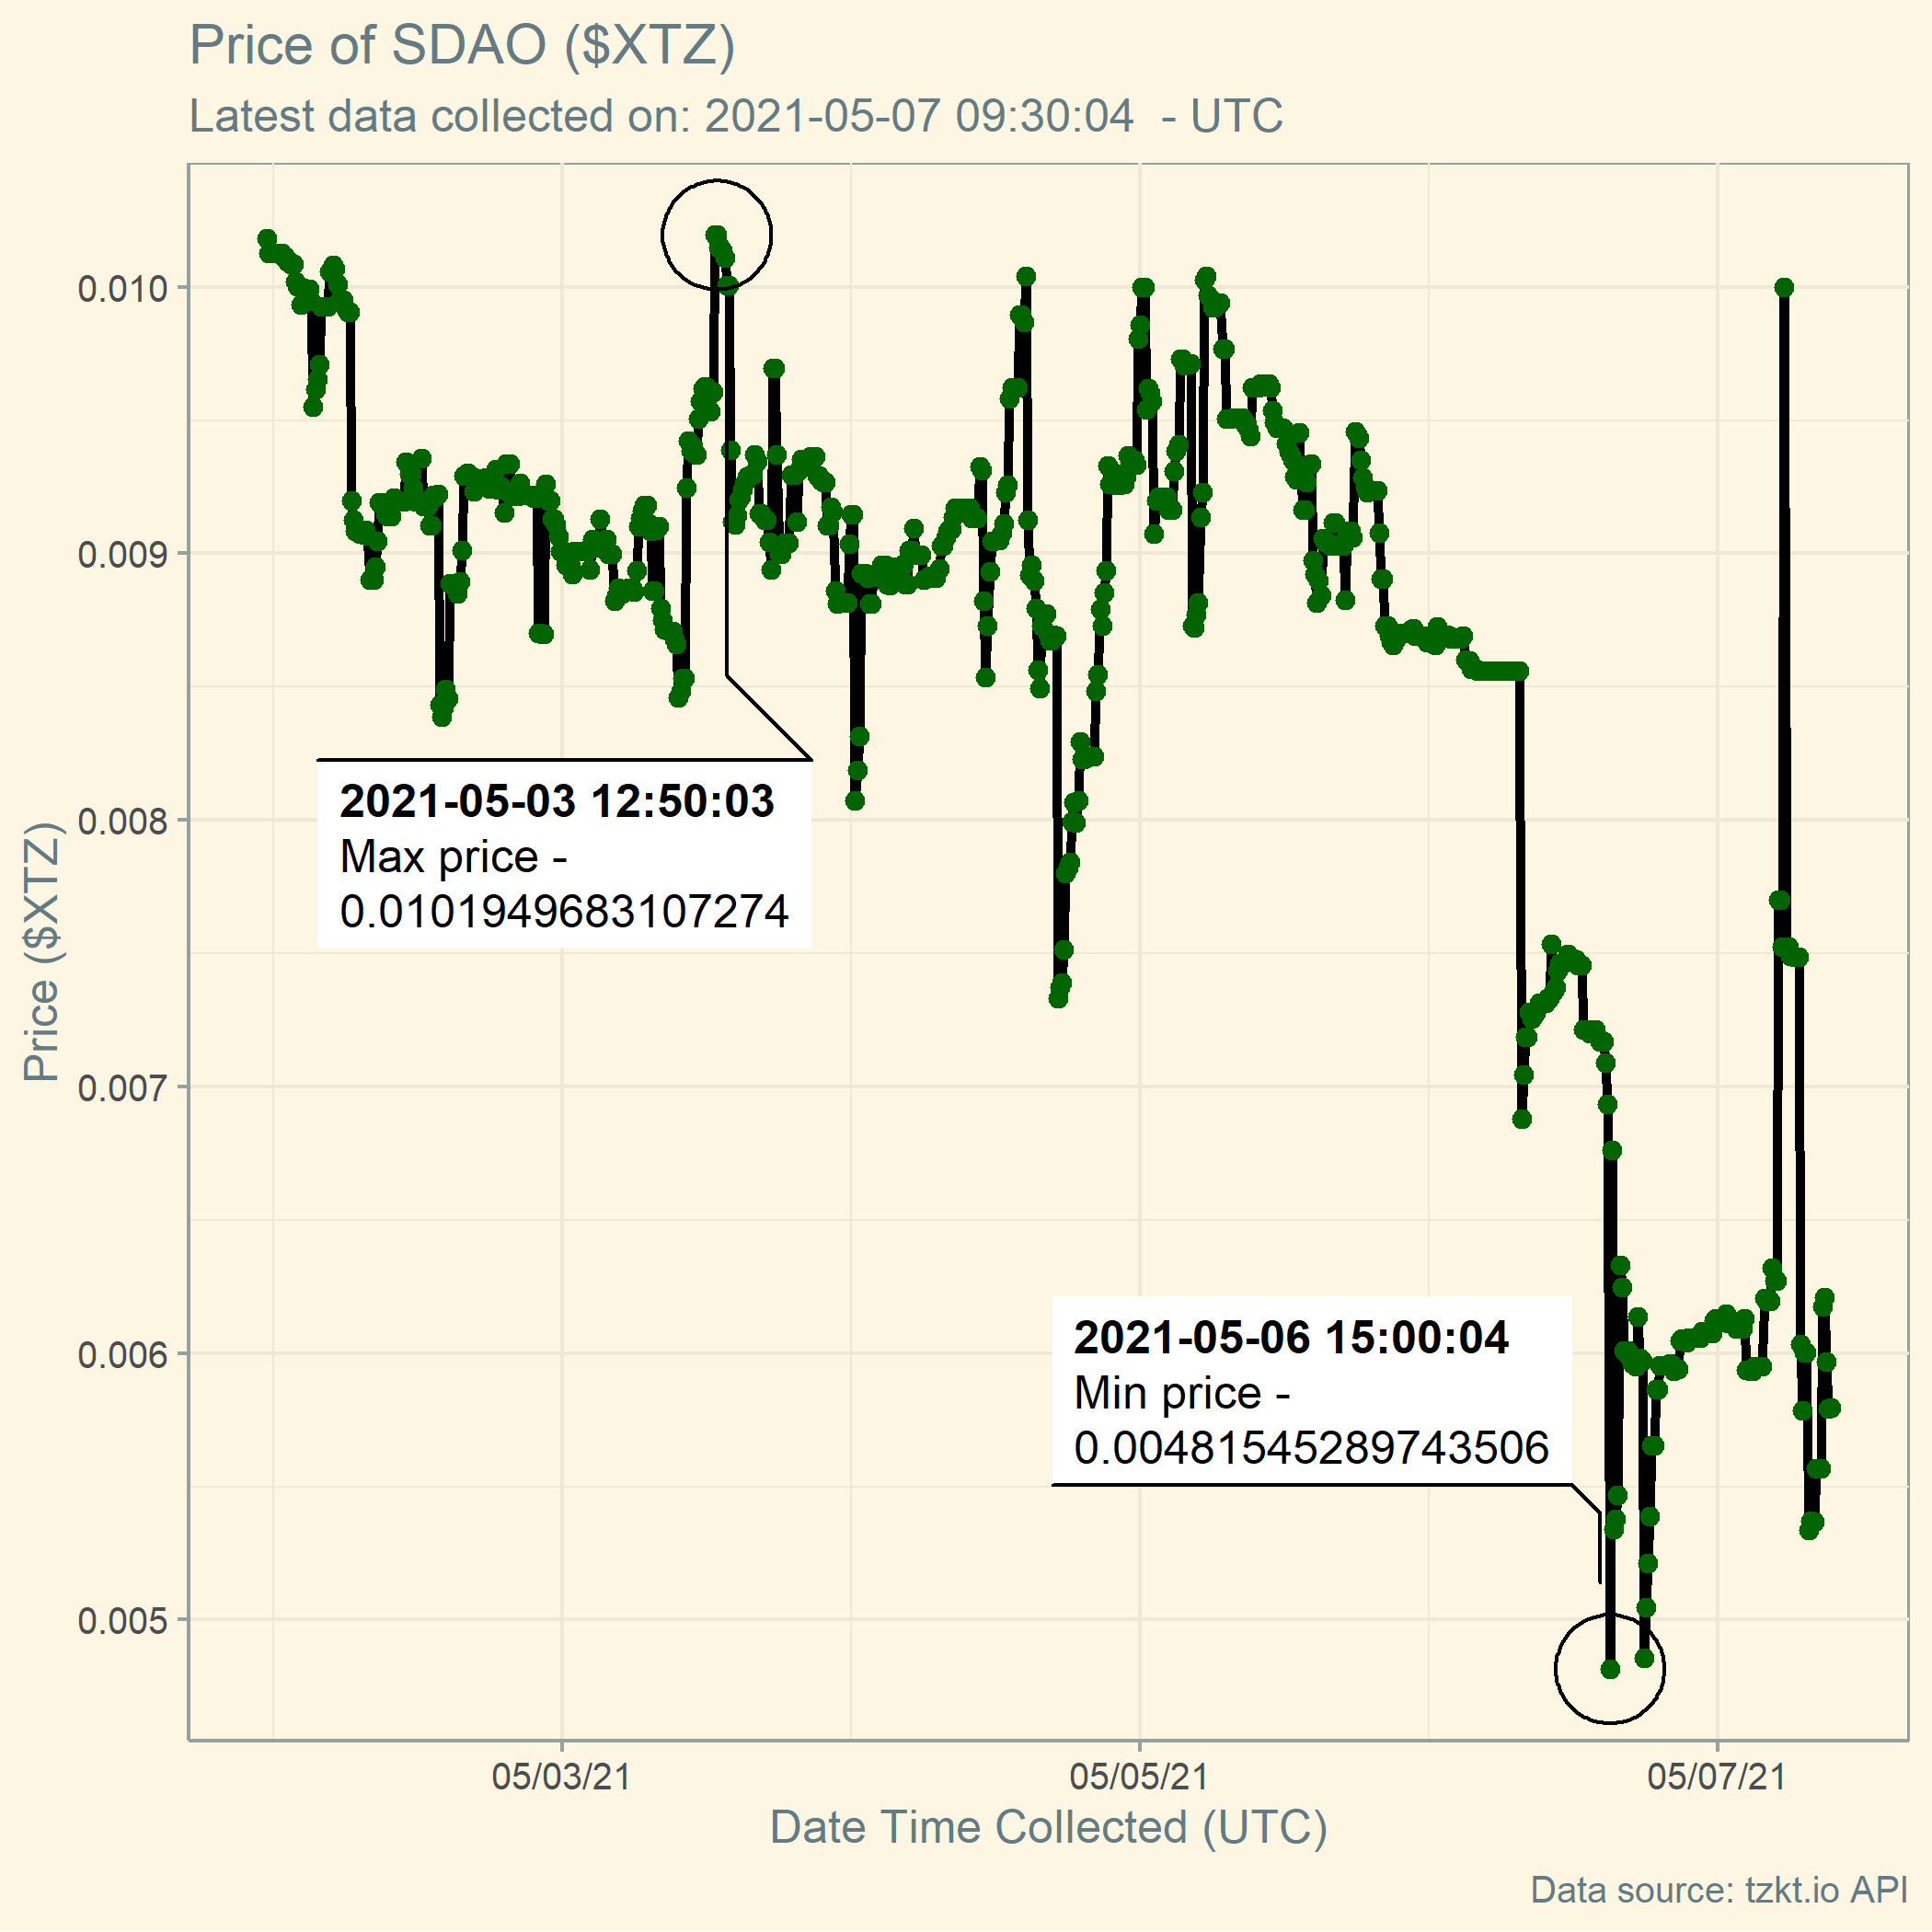 Price of SDAO ($XTZ)
Latest data collected on: 2021-05-07 09:30:04  - UTC
0.010
0.009
0.008
0.007
0.006
0.005
Price ($XTZ)
2021-05-03 12:50:03
Max price -
0.0101949683107274
2021-05-06 15:00:04
Min price -
0.00481545289743506
05/03/21
05/05/21
05/07/21
Date Time Collected (UTC)
Data source: tzkt.io API